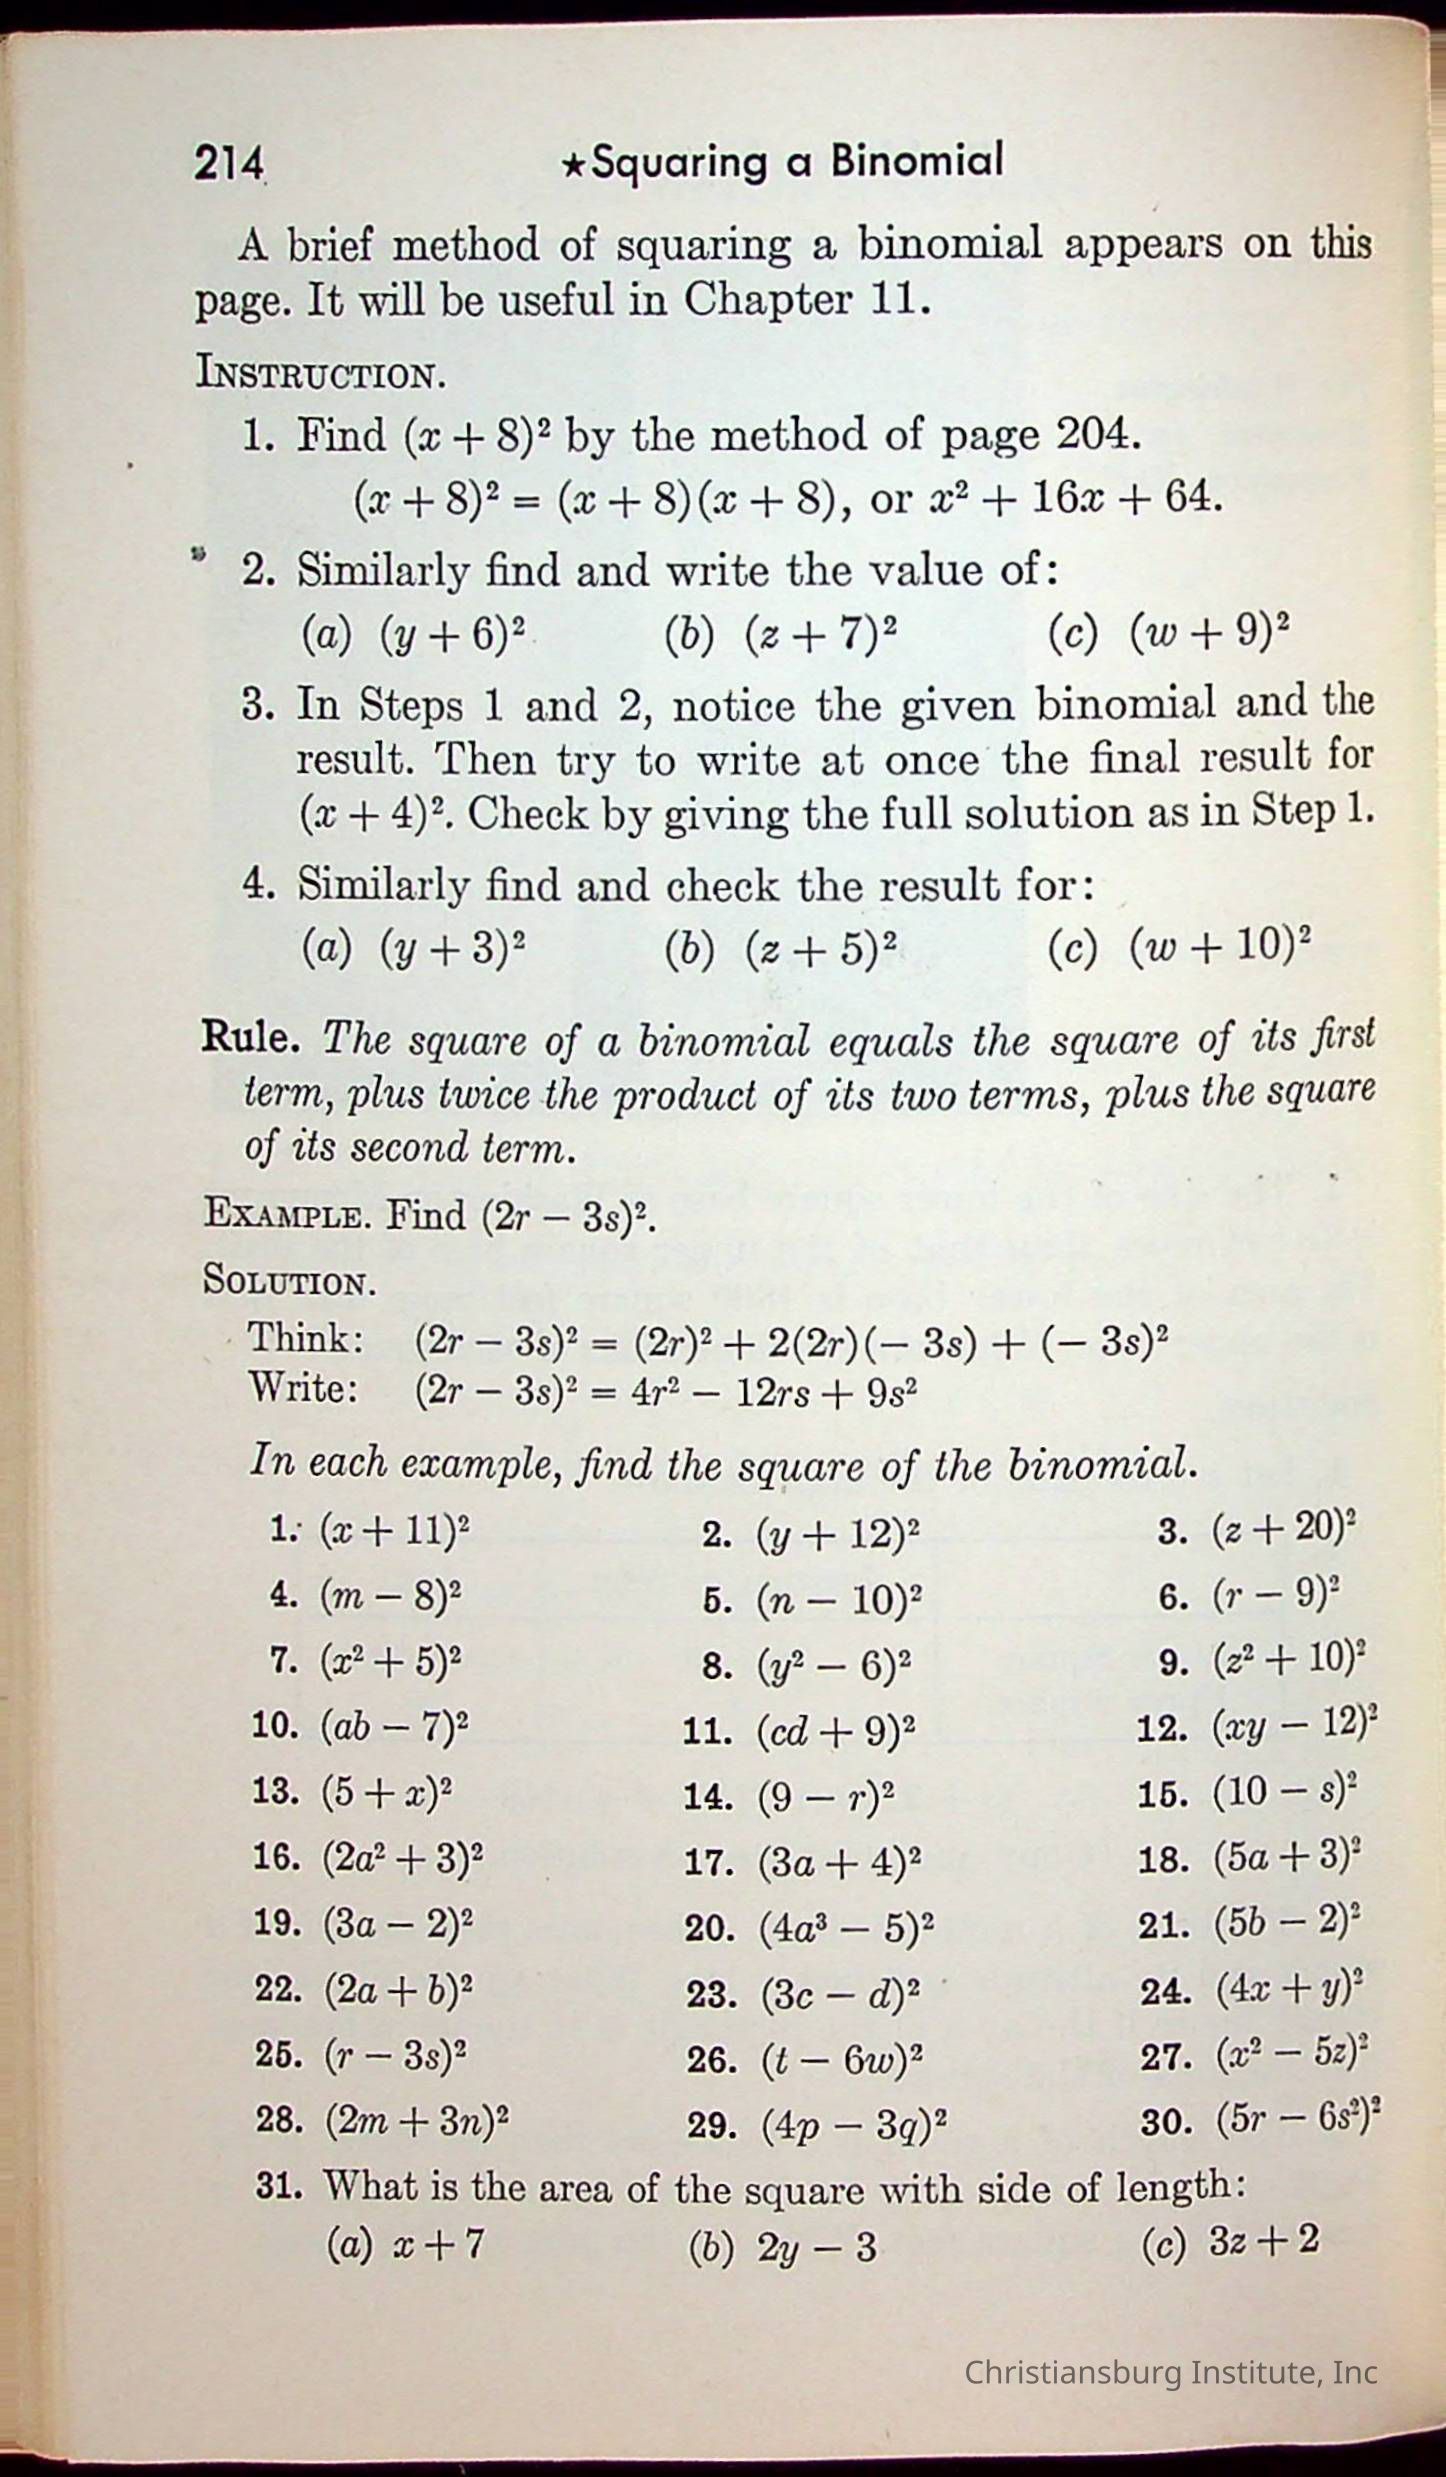 214 ★Squaring a Binomial
A brief method of squaring a binomial appears on this
page. It will be useful in Chapter 11.
INSTRUCTION.
1. Find (x + 8)² by the method of page 204.
(x + 8)² = (x + 8)(x + 8), or x² + 16x + 64.
2. Similarly find and write the value of:
(a) (y + 6)² (b) (z + 7)² (c) (w + 9)²
3. In Steps 1 and 2, notice the given binomial and the
result. Then try to write at once the final result for
(x + 4)². Check by giving the full solution as in Step 1.
4. Similarly find and check the result for:
(a) (y + 3)² (b) (z + 5)² (c) (w + 10)²
Rule. The square of a binomial equals the square of its first
term, plus twice the product of its two terms, plus the square
of its second term.
EXAMPLE. Find (2r − 3s)².
SOLUTION.
Think: (2r − 3s)² = (2r)² + 2(2r)(− 3s) + (− 3s)²
Write: (2r − 3s)² = 4r² − 12rs + 9s²
In each example, find the square of the binomial.
1. (x + 11)² 2. (y + 12)² 3. (z + 20)²
4. (m − 8)² 5. (n − 10)² 6. (r − 9)²
7. (x² + 5)² 8. (y² − 6)² 9. (z² + 10)²
10. (ab − 7)² 11. (cd + 9)² 12. (xy − 12)²
13. (5 + x)² 14. (9 − r)² 15. (10 − s)²
16. (2a² + 3)² 17. (3a + 4)² 18. (5a + 3)²
19. (3a − 2)² 20. (4a³ − 5)² 21. (5b − 2)²
22. (2a + b)² 23. (3c − d)² 24. (4x + y)²
25. (r − 3s)² 26. (t − 6w)² 27. (x² − 5z)²
28. (2m + 3n)² 29. (4p − 3q)² 30. (5r − 6s²)²
31. What is the area of the square with side of length:
(a) x + 7 (b) 2y − 3 (c) 3z + 2
Christiansburg Institute, Inc